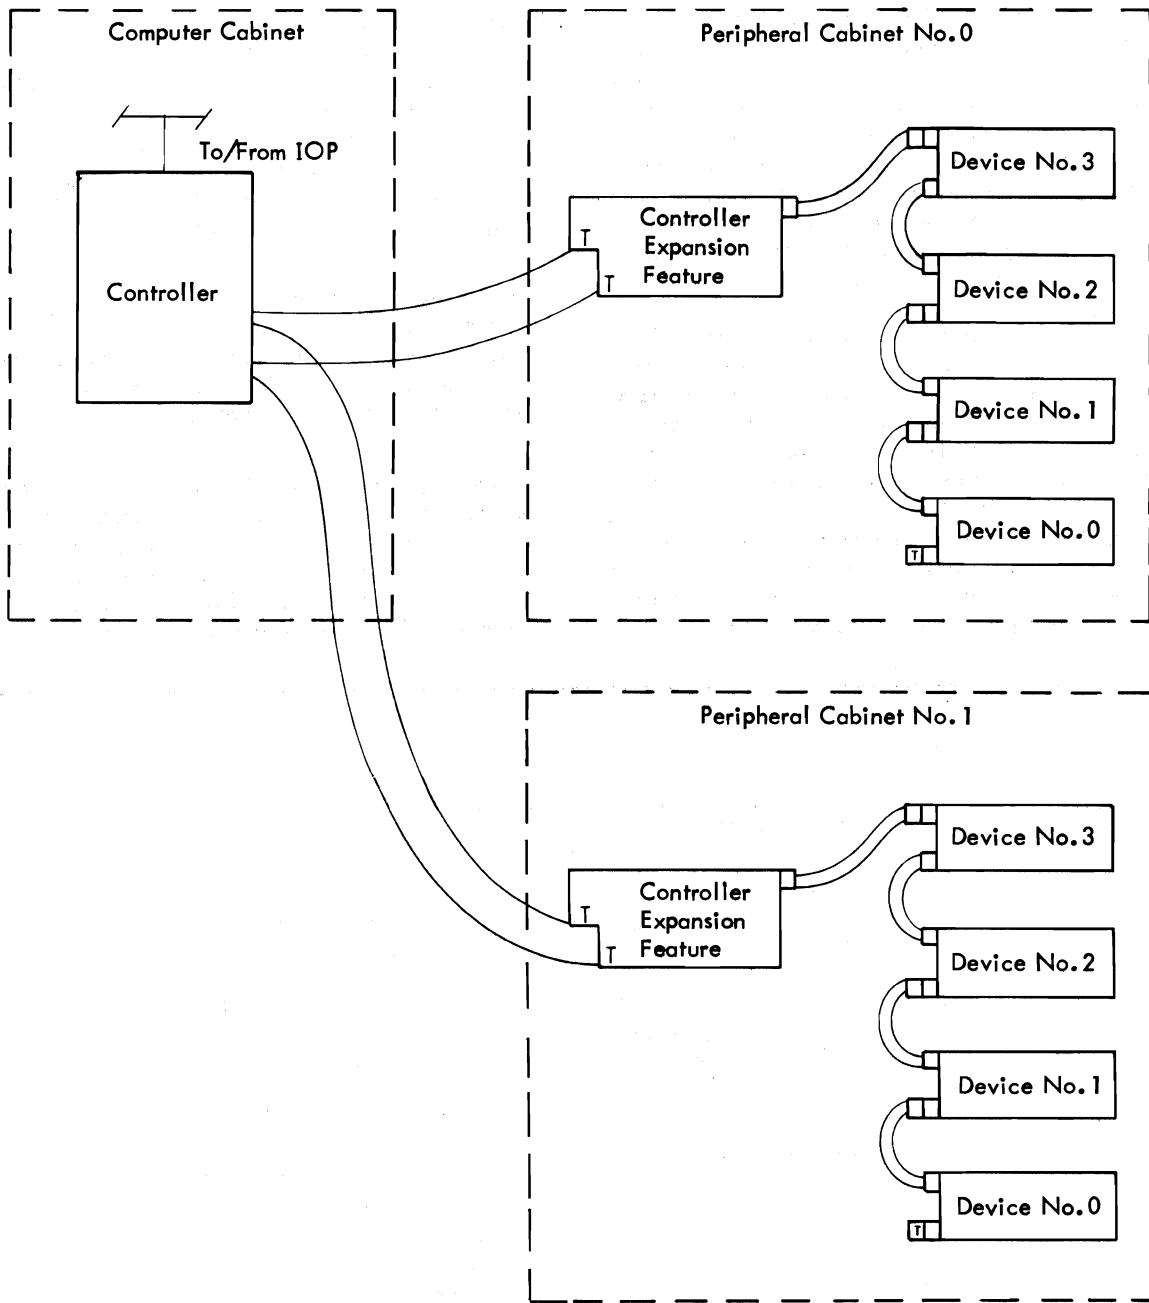 Computer Cabinet
To/From IOP
Controller
Peripheral Cabinet No.0
Controller
Expansion
Feature
T
T
Device No.3
Device No.2
Device No.1
Device No.0
T
Peripheral Cabinet No.1
Controller
Expansion
Feature
T
T
Device No.3
Device No.2
Device No.1
Device No.0
T